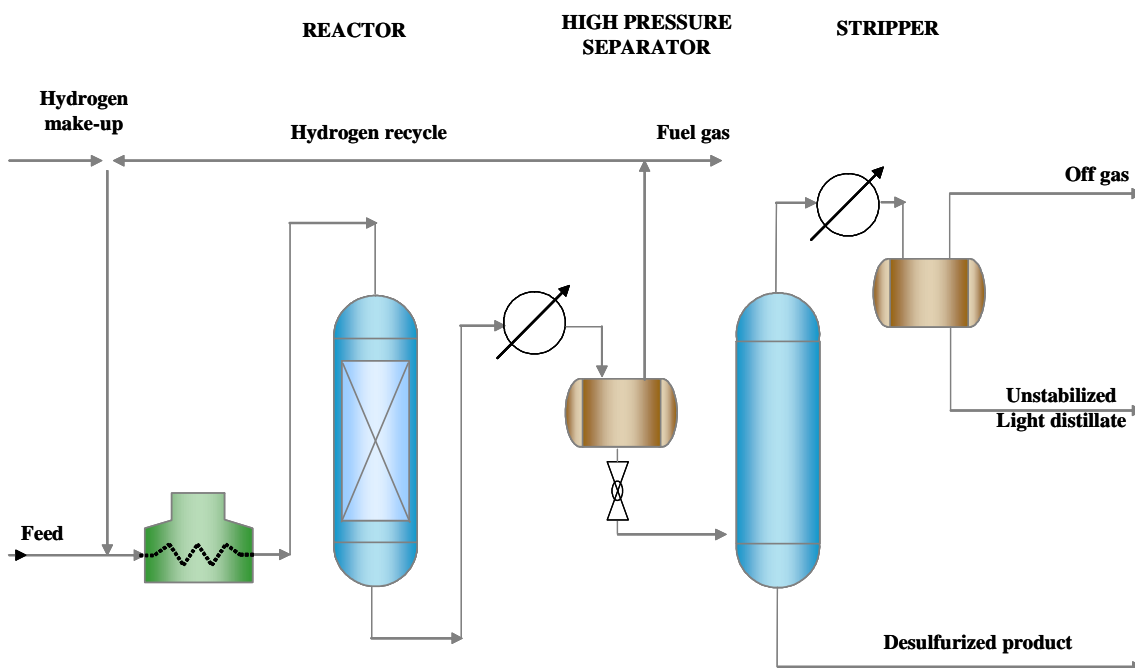 REACTOR
HIGH PRESSURE
SEPARATOR
STRIPPER
Hydrogen
make-up
Hydrogen recycle
Fuel gas
Off gas
Unstabilized
Light distillate
Feed
Desulfurized product